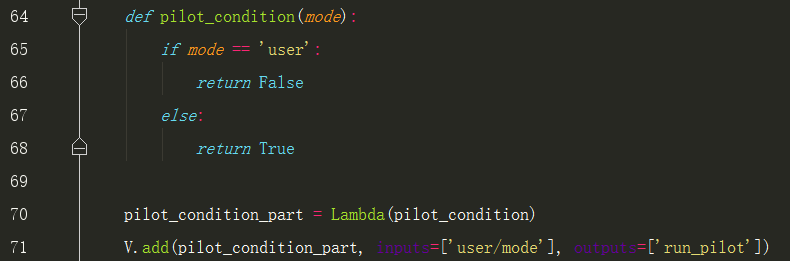 64 def pilot_condition(mode):
65 if mode == 'user':
66 return False
67 else:
68 return True
69
70 pilot_condition_part = Lambda(pilot_condition)
71 V.add(pilot_condition_part, inputs=['user/mode'], outputs=['run_pilot'])